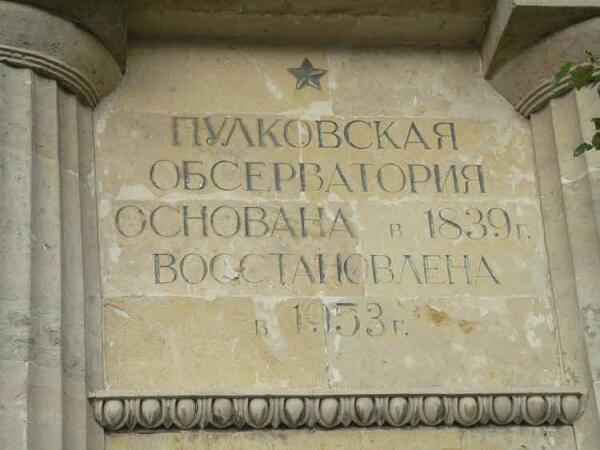 ПУЛКОВСКАЯ
ОБСЕРВАТОРИЯ
ОСНОВАНА в 1839 г.
ВОССТАНОВЛЕНА
в 1953 г.